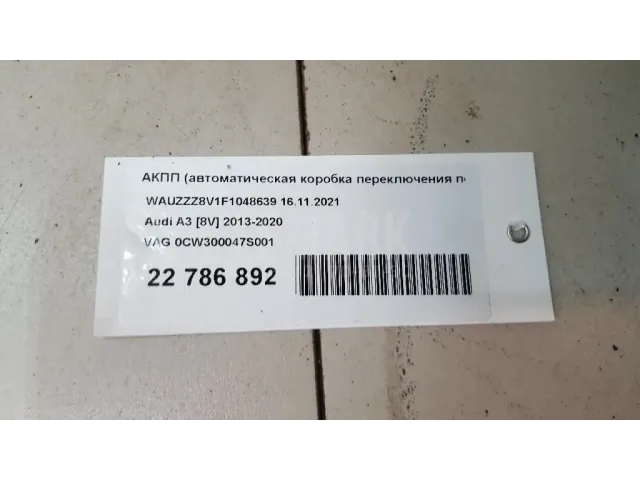 АКПП (автоматическая коробка переключения п
WAUZZZ8V1F1048639 16.11.2021
Audi A3 [8V] 2013-2020
VAG 0CW300047S001
22 786 892